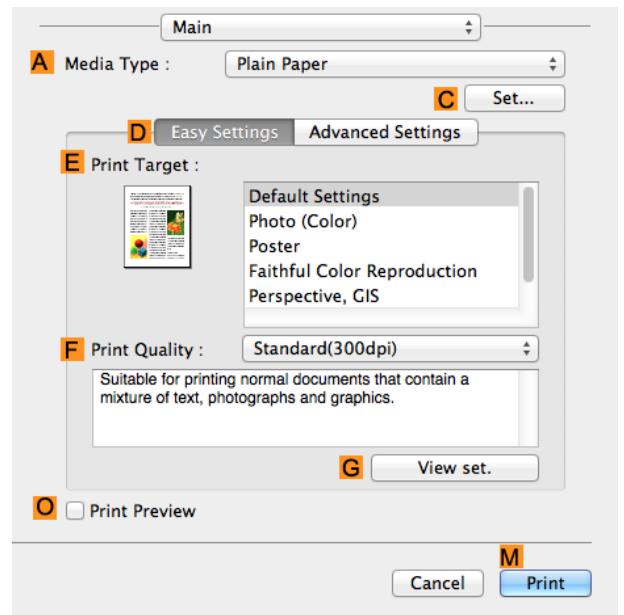 Main
A Media Type : Plain Paper
C Set...
D Easy Settings Advanced Settings
E Print Target :
Default Settings
Photo (Color)
Poster
Faithful Color Reproduction
Perspective, GIS
F Print Quality : Standard(300dpi)
Suitable for printing normal documents that contain a
mixture of text, photographs and graphics.
G View set.
O Print Preview
M
Cancel Print